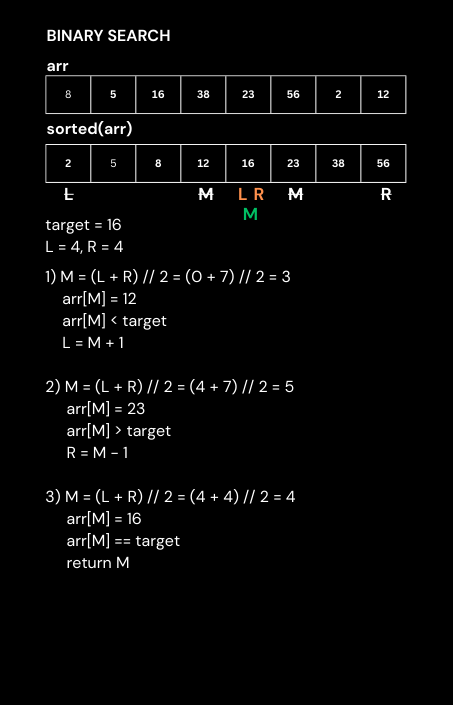 BINARY SEARCH
arr
8 5 16 38 23 56 2 12
sorted(arr)
2 5 8 12 16 23 38 56
L M L R M R
M
target = 16
L = 4, R = 4
1) M = (L + R) // 2 = (0 + 7) // 2 = 3
arr[M] = 12
arr[M] < target
L = M + 1
2) M = (L + R) // 2 = (4 + 7) // 2 = 5
arr[M] = 23
arr[M] > target
R = M - 1
3) M = (L + R) // 2 = (4 + 4) // 2 = 4
arr[M] = 16
arr[M] == target
return M